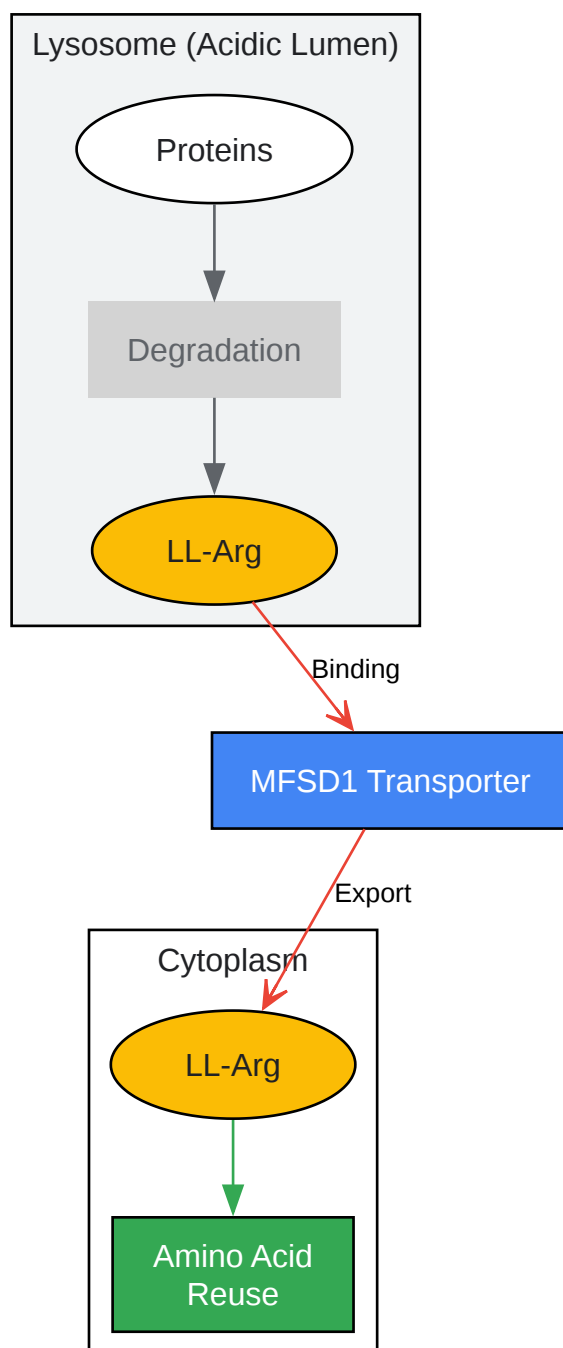 Lysosome (Acidic Lumen)
Proteins
Degradation
LL-Arg
Binding
MFSD1 Transporter
Export
Cytoplasm
LL-Arg
Amino Acid
Reuse